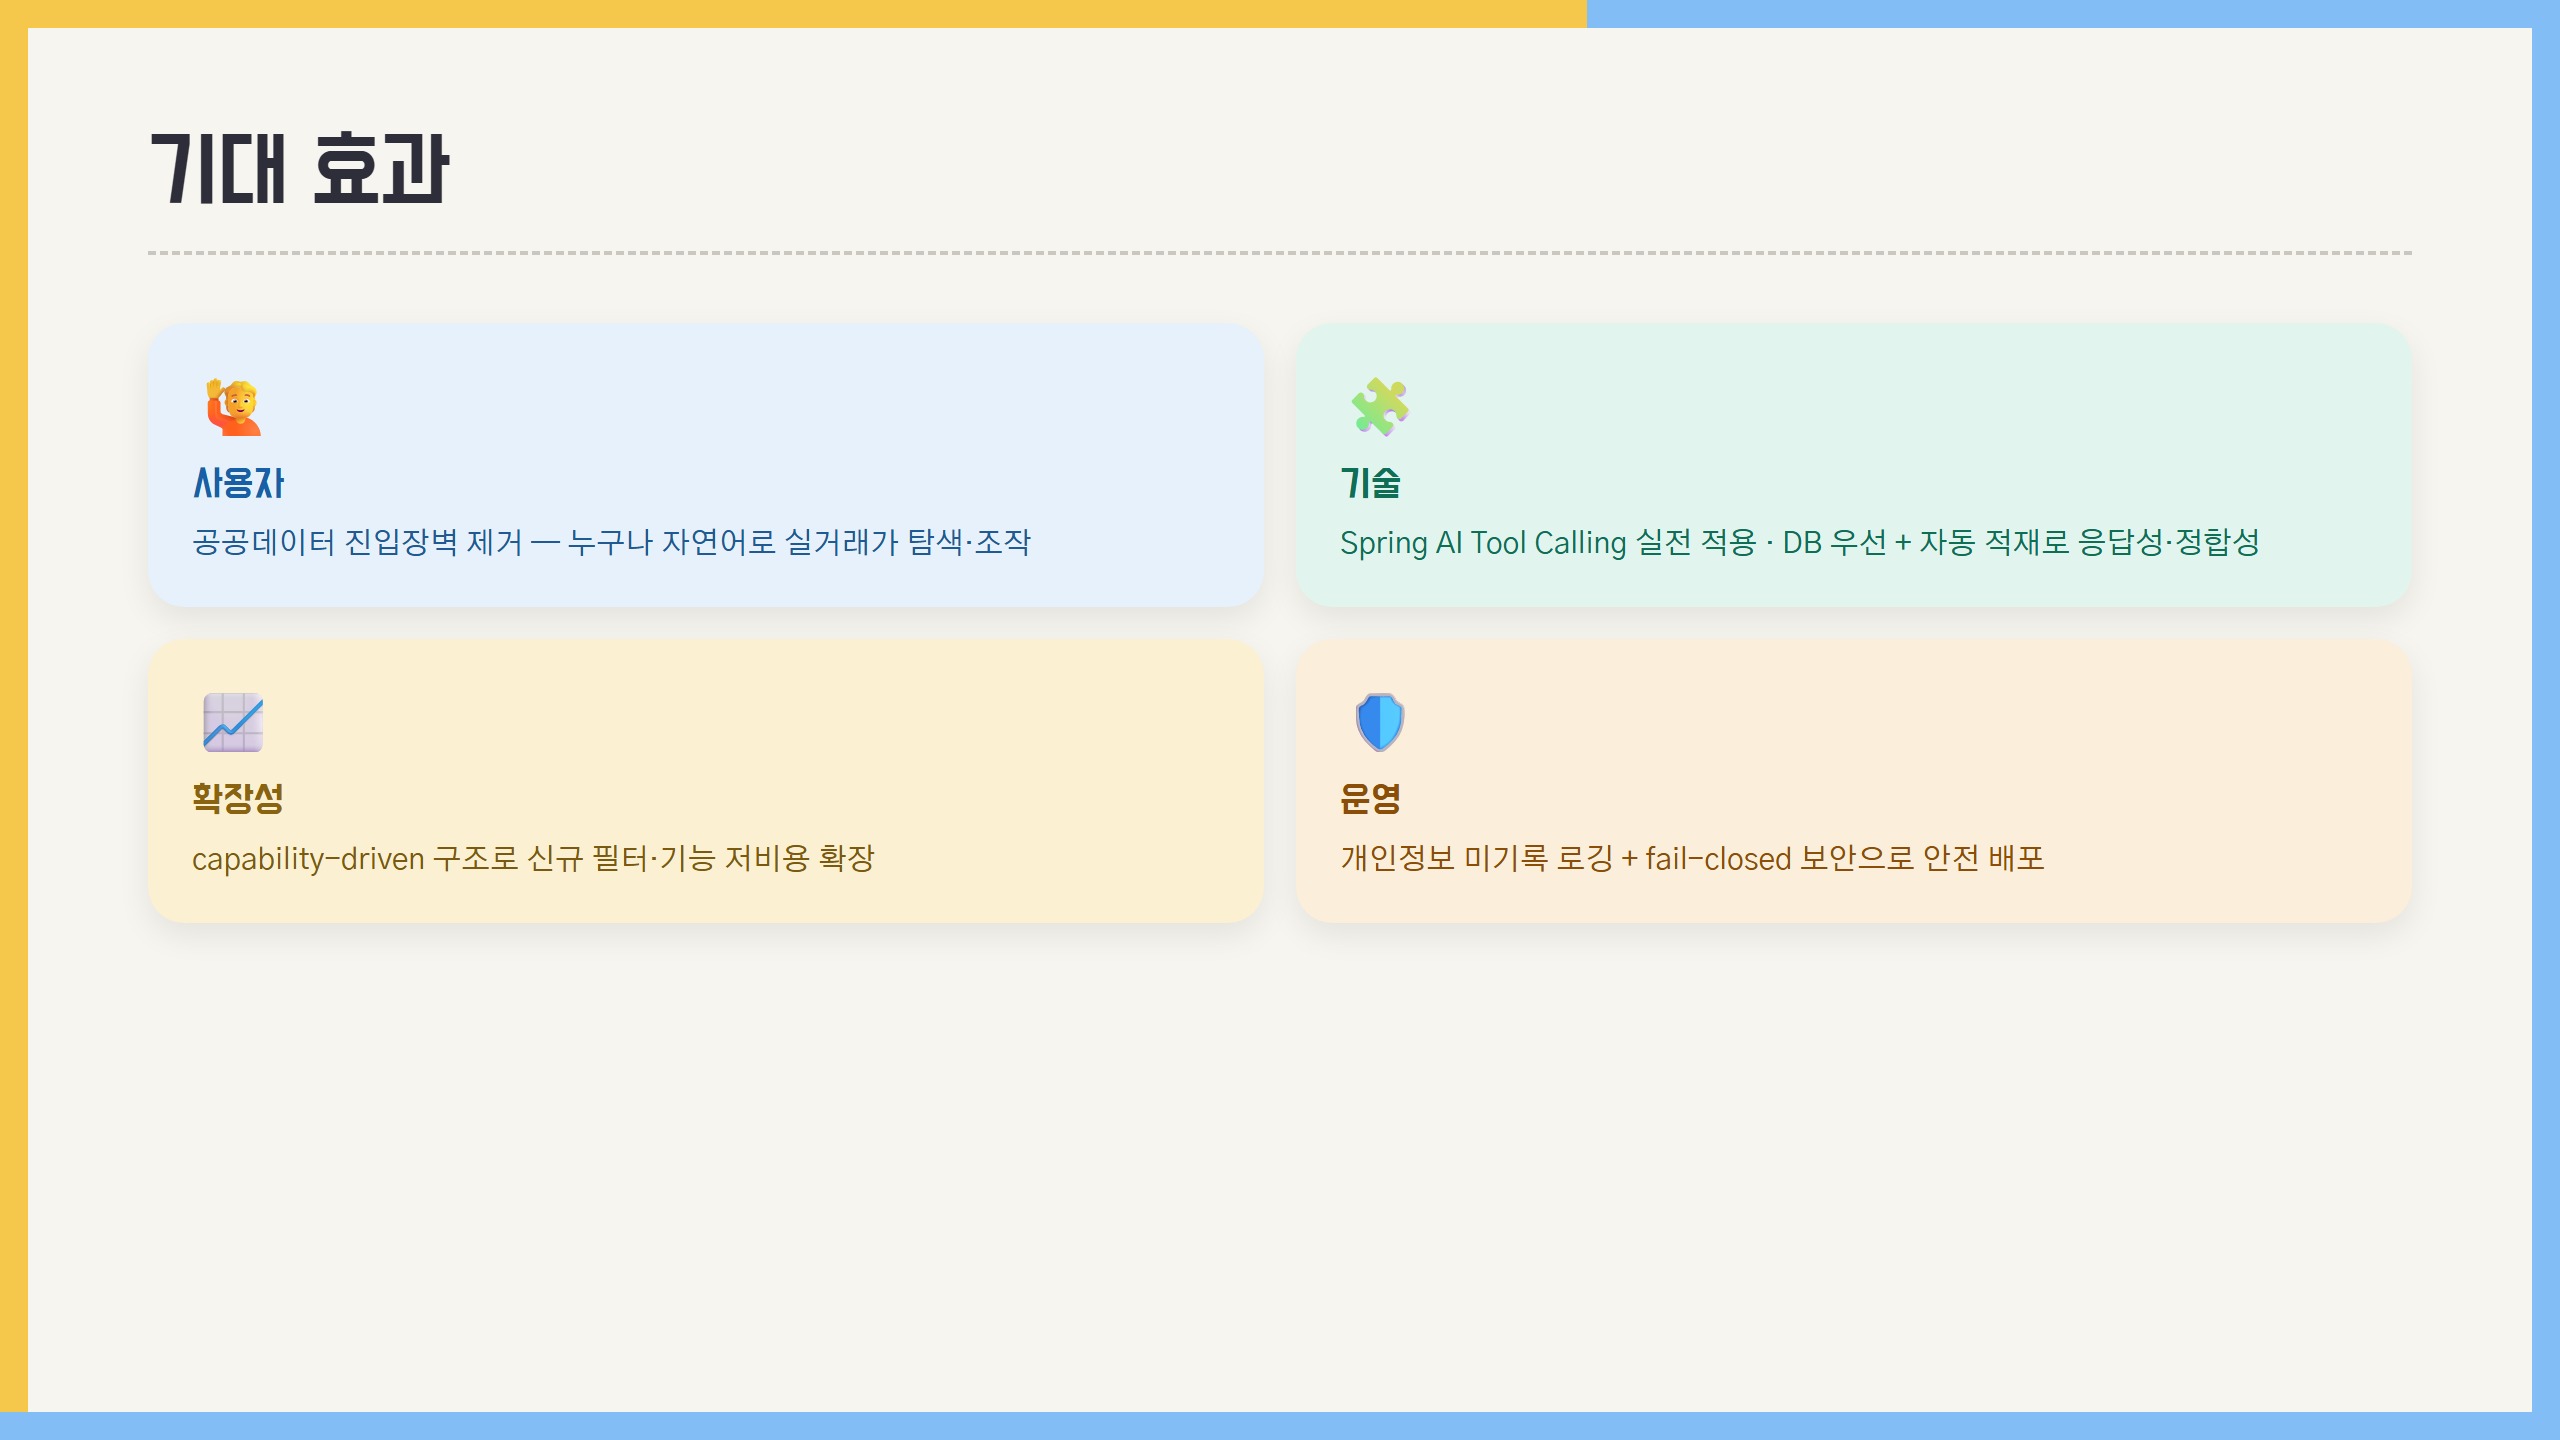 기대 효과
사용자
공공데이터 진입장벽 제거 — 누구나 자연어로 실거래가 탐색·조작
기술
Spring AI Tool Calling 실전 적용 · DB 우선 + 자동 적재로 응답성·정합성
확장성
capability-driven 구조로 신규 필터·기능 저비용 확장
운영
개인정보 미기록 로깅 + fail-closed 보안으로 안전 배포